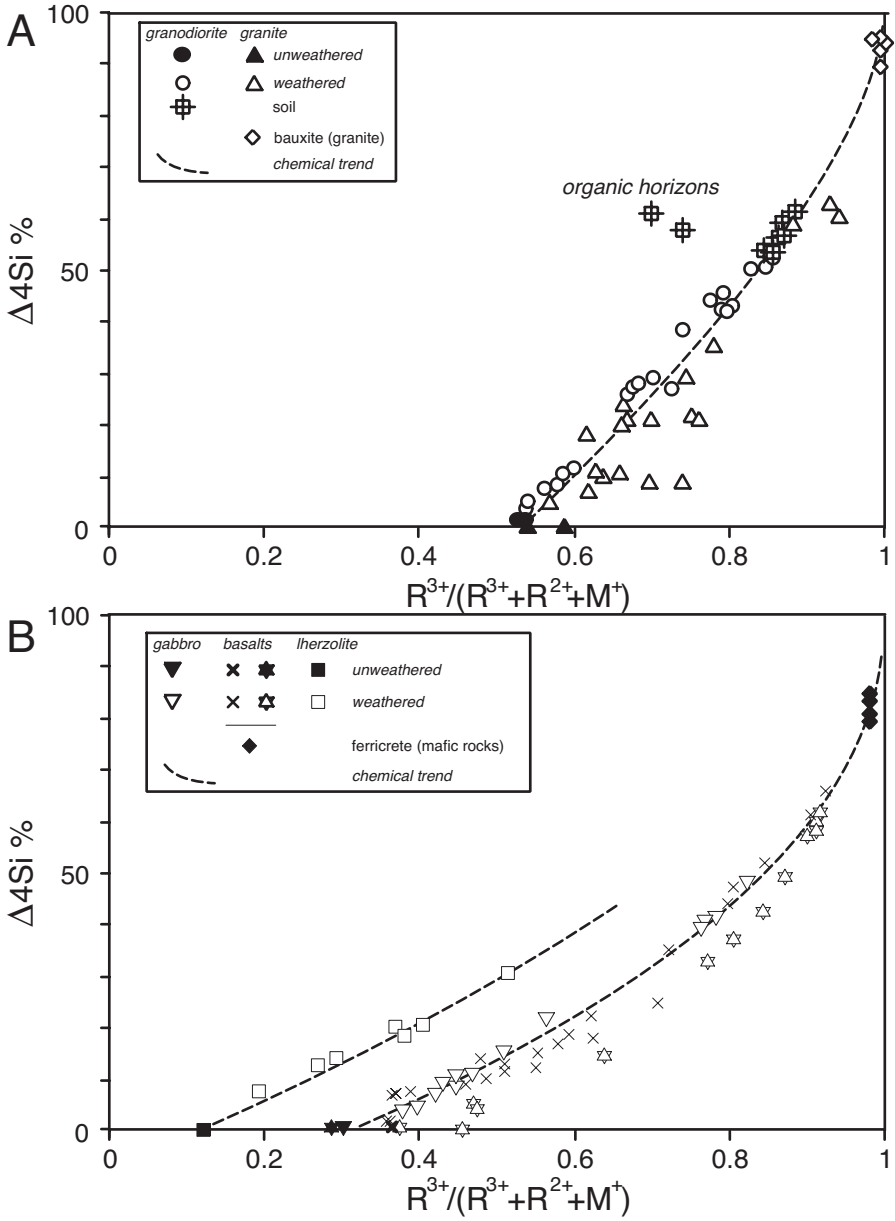 A
100
granodiorite granite
unweathered
weathered
soil
bauxite (granite)
chemical trend
organic horizons
50
Δ4Si %
0
0 0.2 0.4 0.6 0.8 1
R³⁺/(R³⁺+R²⁺+M⁺)
B
100
gabbro basalts lherzolite
unweathered
weathered
ferricrete (mafic rocks)
chemical trend
50
Δ4Si %
0
0 0.2 0.4 0.6 0.8 1
R³⁺/(R³⁺+R²⁺+M⁺)